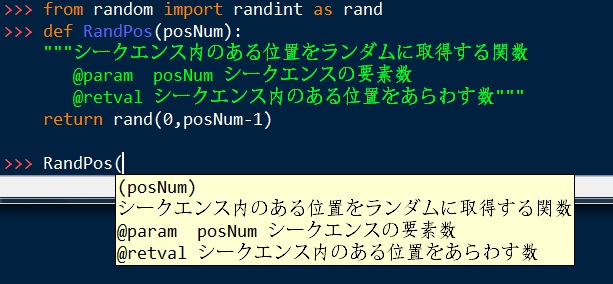 >>> from random import randint as rand
>>> def RandPos(posNum):
"""シークエンス内のある位置をランダムに取得する関数
@param  posNum シークエンスの要素数
@retval シークエンス内のある位置をあらわす数"""
return rand(0,posNum-1)
>>> RandPos(
(posNum)
シークエンス内のある位置をランダムに取得する関数
@param  posNum シークエンスの要素数
@retval シークエンス内のある位置をあらわす数